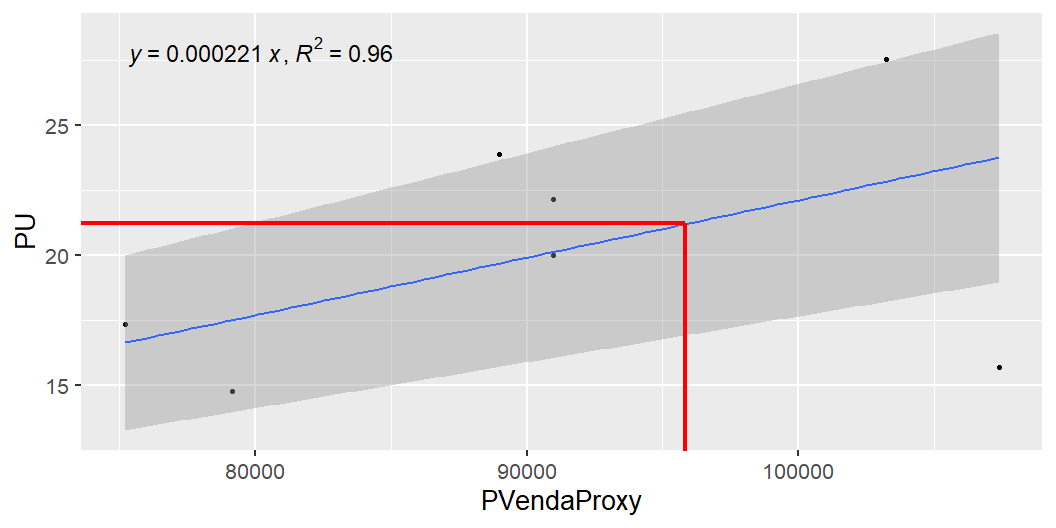 y = 0.000221 x, R² = 0.96
25
20
15
PU
80000 90000 100000
PVendaProxy